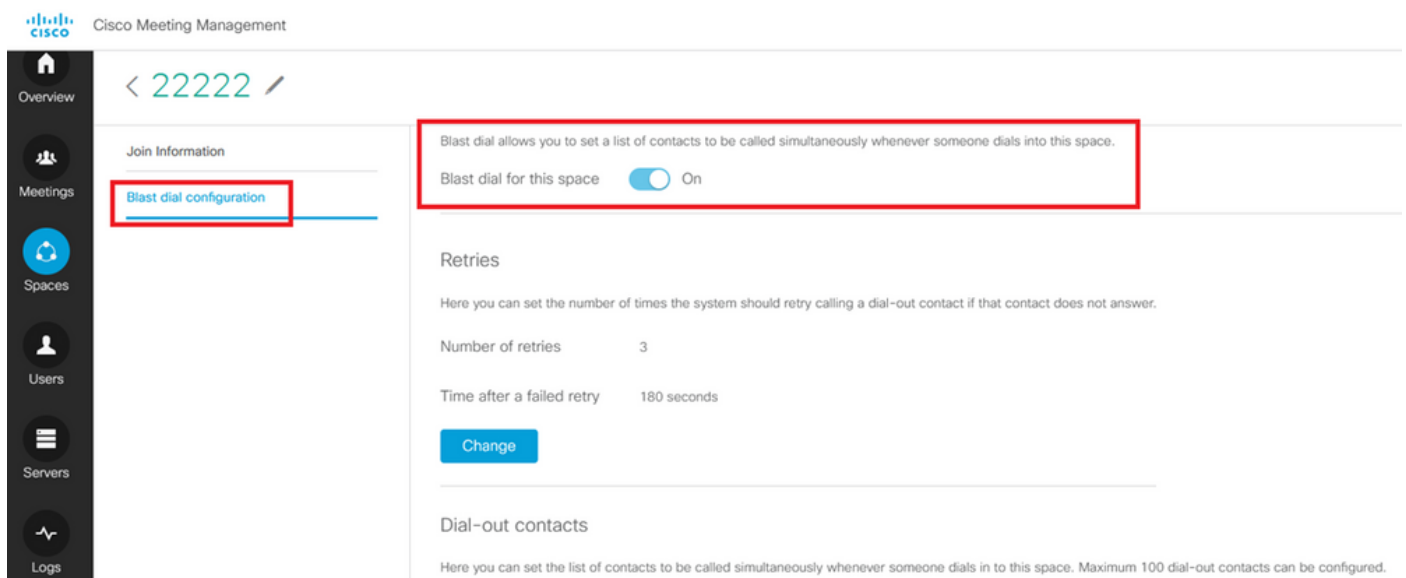 cisco Cisco Meeting Management
Overview
Meetings
Spaces
Users
Servers
Logs
< 22222
Join Information
Blast dial configuration
Blast dial allows you to set a list of contacts to be called simultaneously whenever someone dials into this space.
Blast dial for this space On
Retries
Here you can set the number of times the system should retry calling a dial-out contact if that contact does not answer.
Number of retries 3
Time after a failed retry 180 seconds
Change
Dial-out contacts
Here you can set the list of contacts to be called simultaneously whenever someone dials in to this space. Maximum 100 dial-out contacts can be configured.